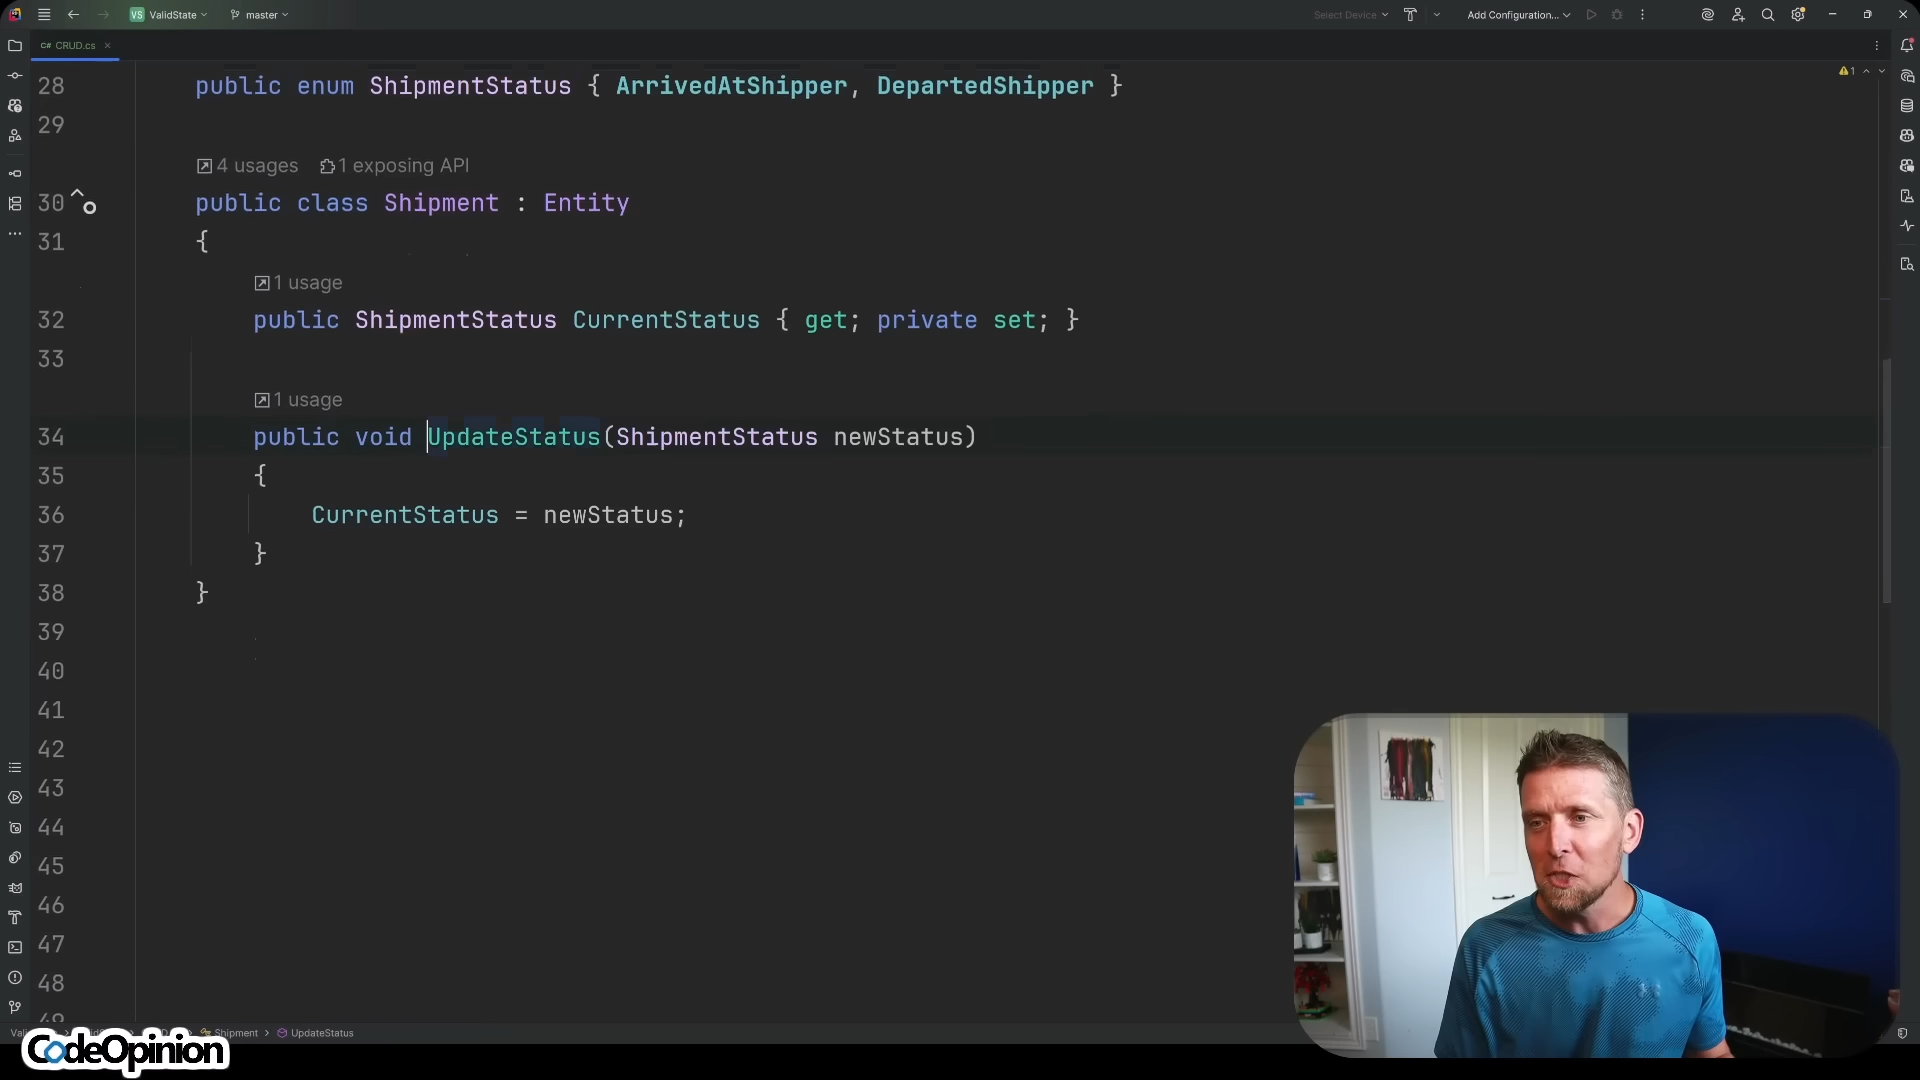 VS ValidState master
Select Device Add Configuration...
C# CRUD.cs
1
28 public enum ShipmentStatus { ArrivedAtShipper, DepartedShipper }
29
4 usages 1 exposing API
30 public class Shipment : Entity
31 {
1 usage
32 public ShipmentStatus CurrentStatus { get; private set; }
33
1 usage
34 public void UpdateStatus(ShipmentStatus newStatus)
35 {
36 CurrentStatus = newStatus;
37 }
38 }
39
40
41
42
43
44
45
46
47
48
49
Shipment > UpdateStatus
CodeOpinion